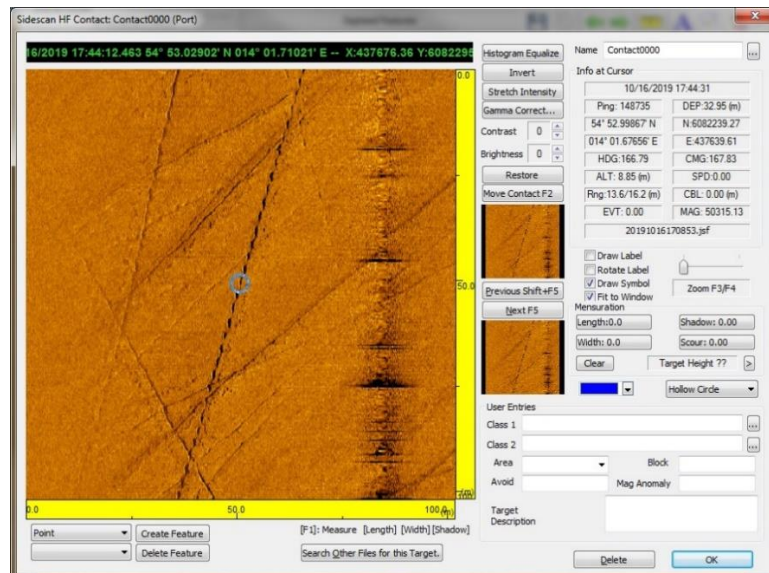 Sidescan HF Contact: Contact0000 (Port)
16/2019 17:44:12.463 54° 53.02902' N 014° 01.71021' E -- X:437676.36 Y:6082295
0.0
50.0
0.0
50.0
100.0
(m)
Histogram Equalize
Invert
Stretch Intensity
Gamma Correct...
Contrast 0
Brightness 0
Restore
Move Contact F2
Previous Shift+F5
Next F5
Name Contact0000
...
Info at Cursor
10/16/2019 17:44:31
Ping: 148735 DEP:32.95 (m)
54° 52.99867' N N:6082239.27
014° 01.67656' E E:437639.61
HDG:166.79 CMG:167.83
ALT: 8.85 (m) SPD:0.00
Rng:13.6/16.2 (m) CBL: 0.00 (m)
EVT: 0.00 MAG: 50315.13
20191016170853.jsf
Draw Label
Rotate Label
Draw Symbol
Fit to Window
Zoom F3/F4
Mensuration
Length:0.0 Shadow: 0.00
Width: 0.0 Scour: 0.00
Clear Target Height ?? >
Hollow Circle
User Entries
Class 1 ...
Class 2 ...
Area Block
Avoid Mag Anomaly
Target
Description
Point Create Feature
Delete Feature
[F1]: Measure [Length] [Width] [Shadow]
Search Other Files for this Target.
Delete OK